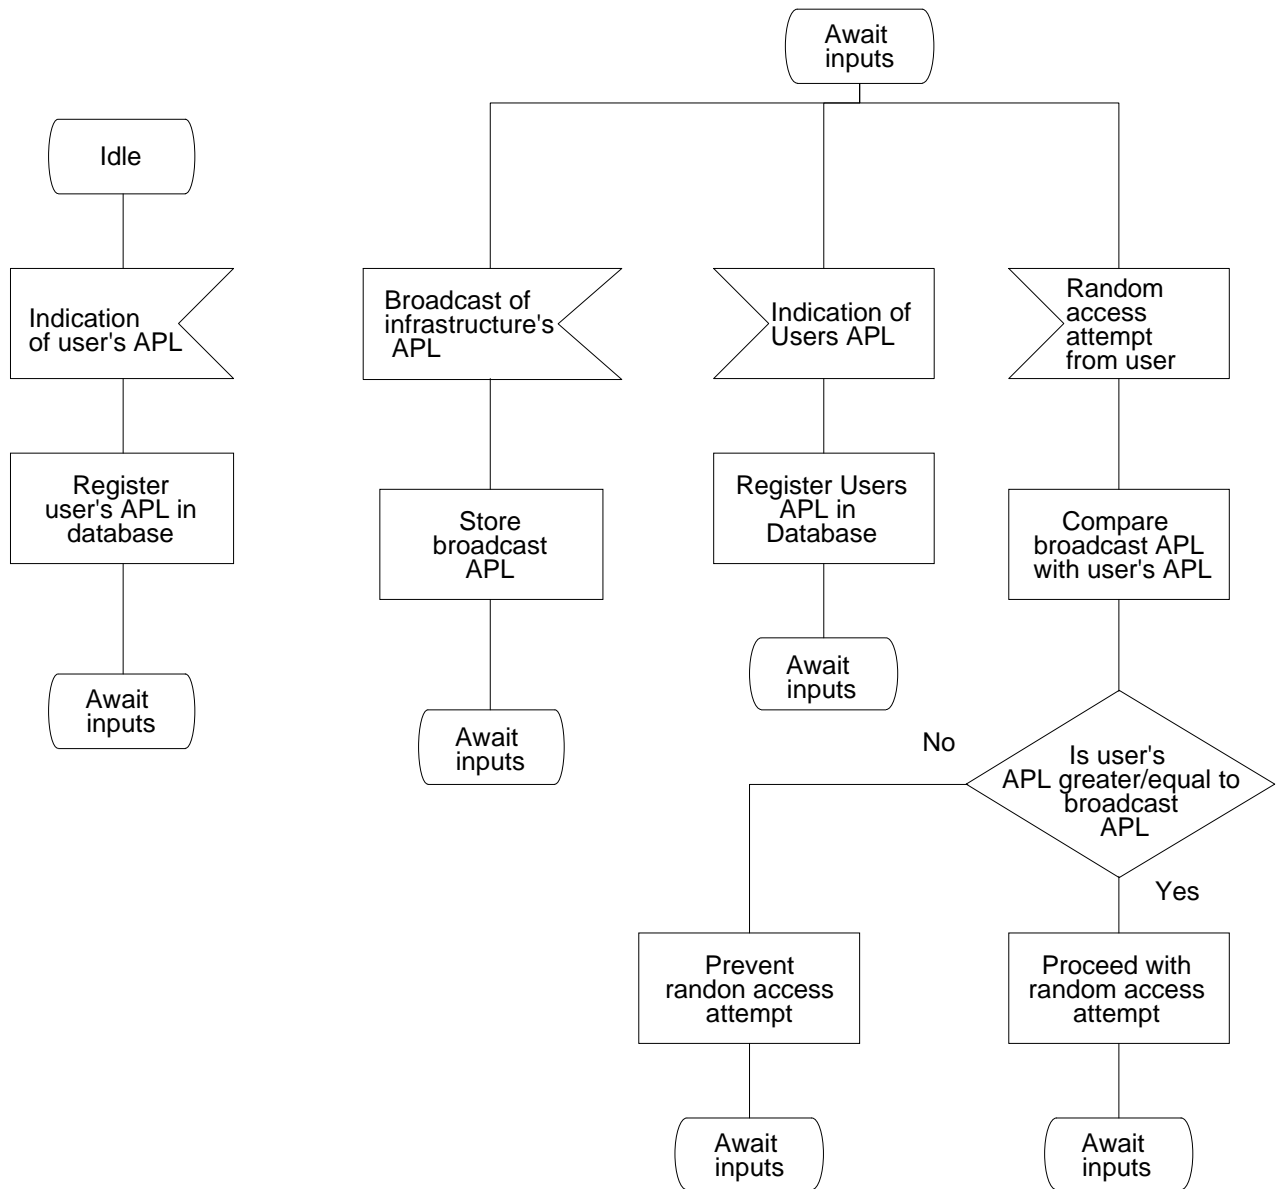 Await
inputs
Idle
Indication
of user's APL
Register
user's APL in
database
Await
inputs
Broadcast of
infrastructure's
APL
Store
broadcast
APL
Await
inputs
Indication of
Users APL
Register Users
APL in
Database
Await
inputs
Random
access
attempt
from user
Compare
broadcast APL
with user's APL
Is user's
APL greater/equal to
broadcast
APL
No
Yes
Prevent
randon access
attempt
Await
inputs
Proceed with
random access
attempt
Await
inputs